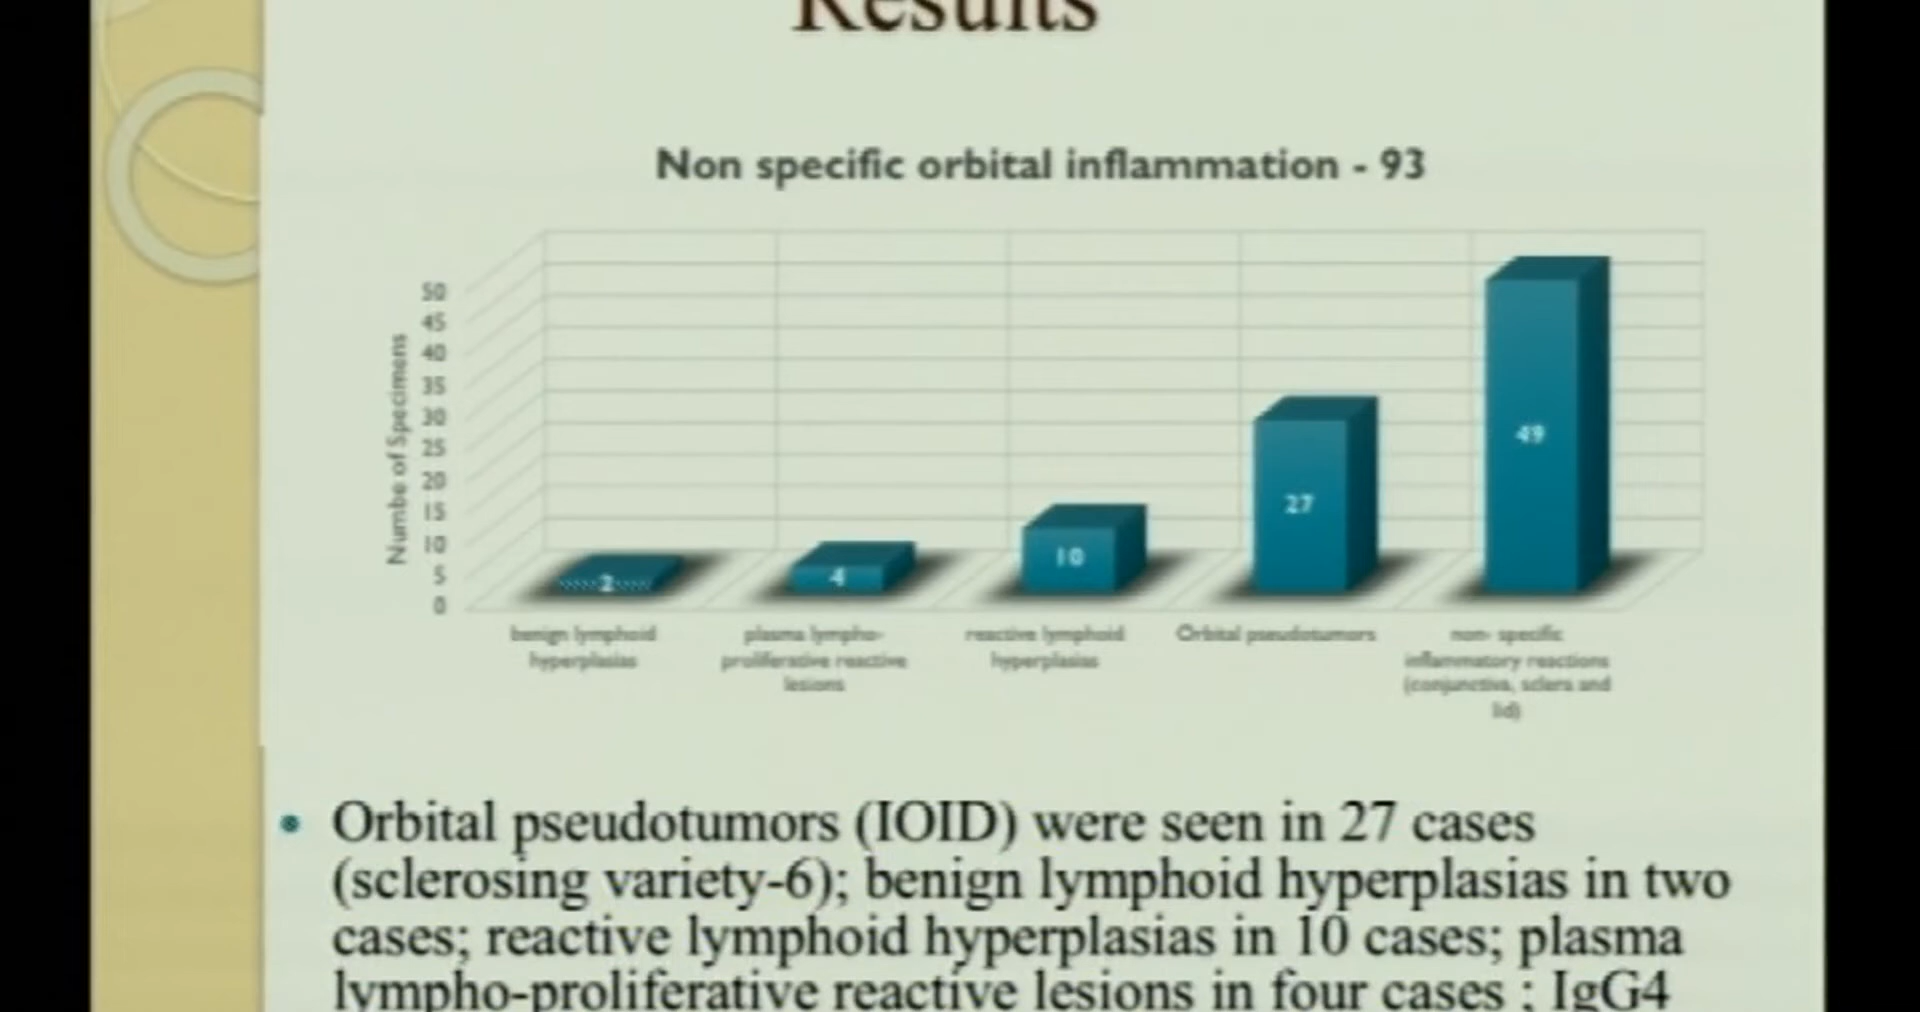 Results
Non specific orbital inflammation - 93
50
45
40
35
30
25
20
15
10
5
0
Numbe of Specimens
2
4
10
27
49
benign lymphoid
hyperplasias
plasma lympho-
proliferative reactive
lesions
reactive lymphoid
hyperplasias
Orbital pseudotumors
non- specific
inflammatory reactions
(conjunctiva, sclera and
lid)
• Orbital pseudotumors (IOID) were seen in 27 cases
(sclerosing variety-6); benign lymphoid hyperplasias in two
cases; reactive lymphoid hyperplasias in 10 cases; plasma
lympho-proliferative reactive lesions in four cases ; IgG4